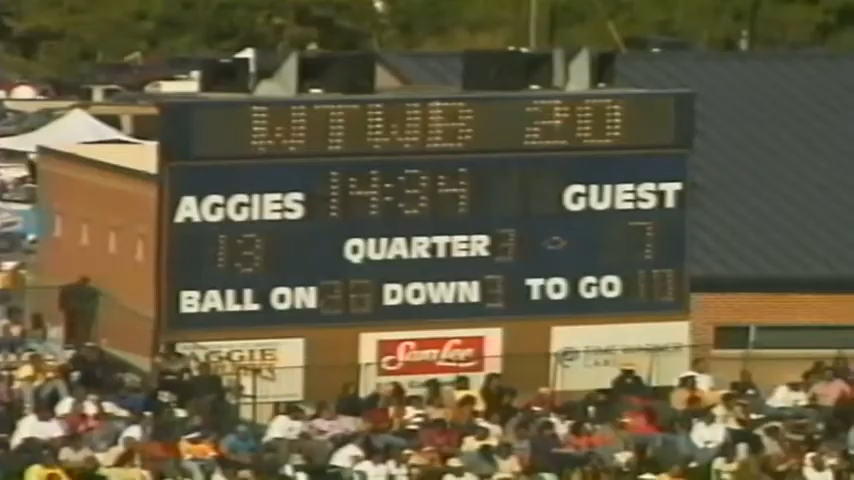 WTWB 20
AGGIES 14:34 GUEST
13 QUARTER 3 7
BALL ON DOWN 3 TO GO 10
AGGIE
Sara Lee